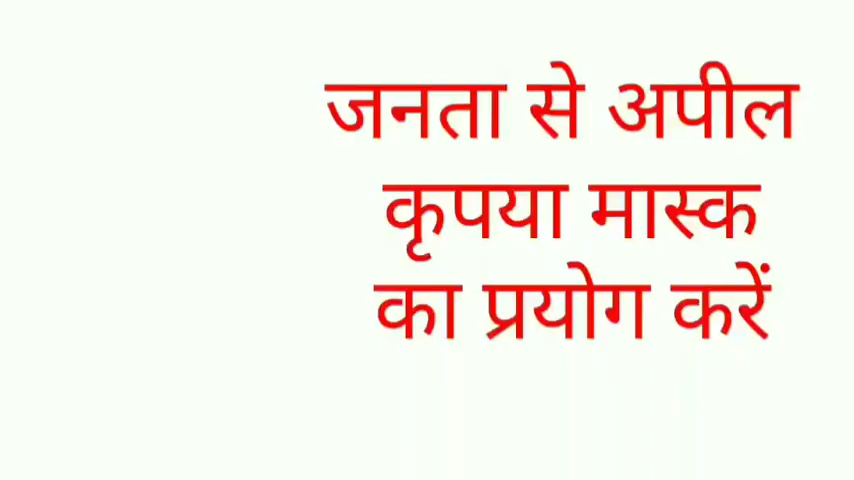 जनता से अपील
कृपया मास्क
का प्रयोग करें